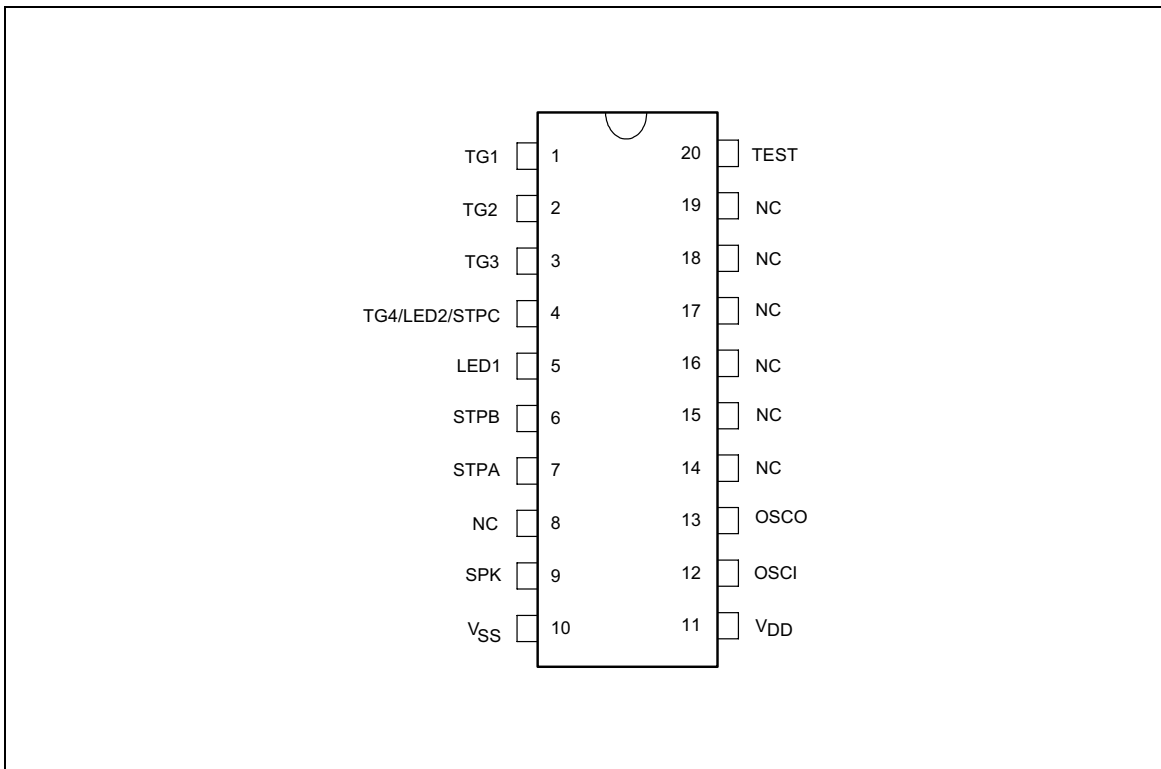 TG1 1 20 TEST
TG2 2 19 NC
TG3 3 18 NC
TG4/LED2/STPC 4 17 NC
LED1 5 16 NC
STPB 6 15 NC
STPA 7 14 NC
NC 8 13 OSCO
SPK 9 12 OSCI
VSS 10 11 VDD